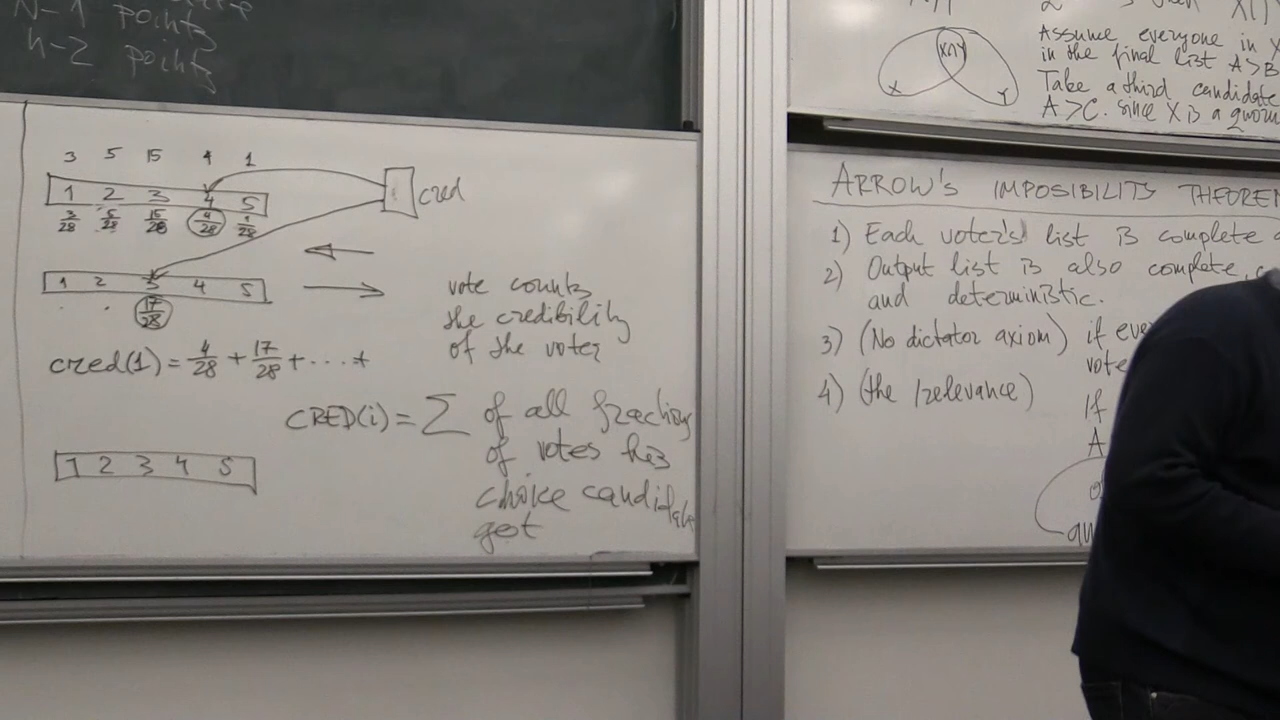 N-1 points
n-2 points
3 5 15 4 1
1 2 3 4 5
3/28 5/28 15/28 4/28 1/28
cred
1 2 3 4 5
17/28
vote counts
the credibility
of the voter
cred(1) = 4/28 + 17/28 + .... +
CRED(i) = Σ of all fractions
of votes his
choice candidate
get
1 2 3 4 5
X X∩Y Y
Assume everyone in X
in the final list A>B
Take a third candidate
A>C. since X is a quorum
ARROW'S IMPOSIBILITY THEOREM
1) Each voter's list is complete
2) Output list is also complete,
and deterministic.
3) (No dictator axiom) if eve
vote
4) (the Irrelevance)
If
A
qu